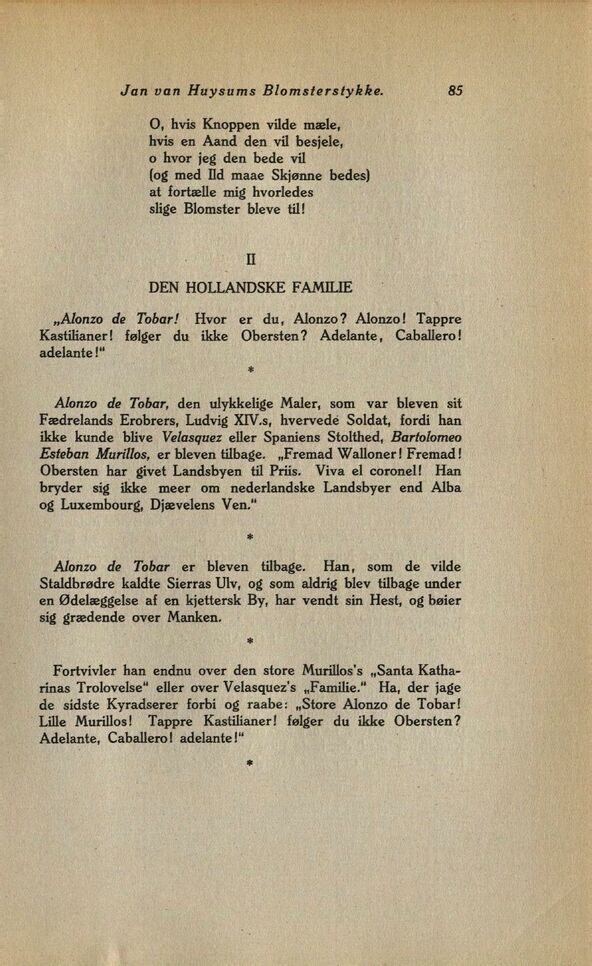 Jan van Huysums Blomsterstykke. 85
O, hvis Knoppen vilde mæle,
hvis en Aand den vil besjele,
o hvor jeg den bede vil
(og med Ild maae Skjønne bedes)
at fortælle mig hvorledes
slige Blomster bleve til!
II
DEN HOLLANDSKE FAMILIE
„Alonzo de Tobar! Hvor er du, Alonzo? Alonzo! Tappre
Kastilianer! følger du ikke Obersten? Adelante, Caballero!
adelante!“
*
Alonzo de Tobar, den ulykkelige Maler, som var bleven sit
Fædrelands Erobrers, Ludvig XIV.s, hvervede Soldat, fordi han
ikke kunde blive Velasquez eller Spaniens Stolthed, Bartolomeo
Esteban Murillos, er bleven tilbage. „Fremad Walloner! Fremad!
Obersten har givet Landsbyen til Priis. Viva el coronel! Han
bryder sig ikke meer om nederlandske Landsbyer end Alba
og Luxembourg, Djævelens Ven.“
*
Alonzo de Tobar er bleven tilbage. Han, som de vilde
Staldbrødre kaldte Sierras Ulv, og som aldrig blev tilbage under
en Ødelæggelse af en kjettersk By, har vendt sin Hest, og bøier
sig grædende over Manken.
*
Fortvivler han endnu over den store Murillos's „Santa Katha-
rinas Trolovelse“ eller over Velasquez's „Familie.“ Ha, der jage
de sidste Kyradserer forbi og raabe: „Store Alonzo de Tobar!
Lille Murillos! Tappre Kastilianer! følger du ikke Obersten?
Adelante, Caballero! adelante!“
*